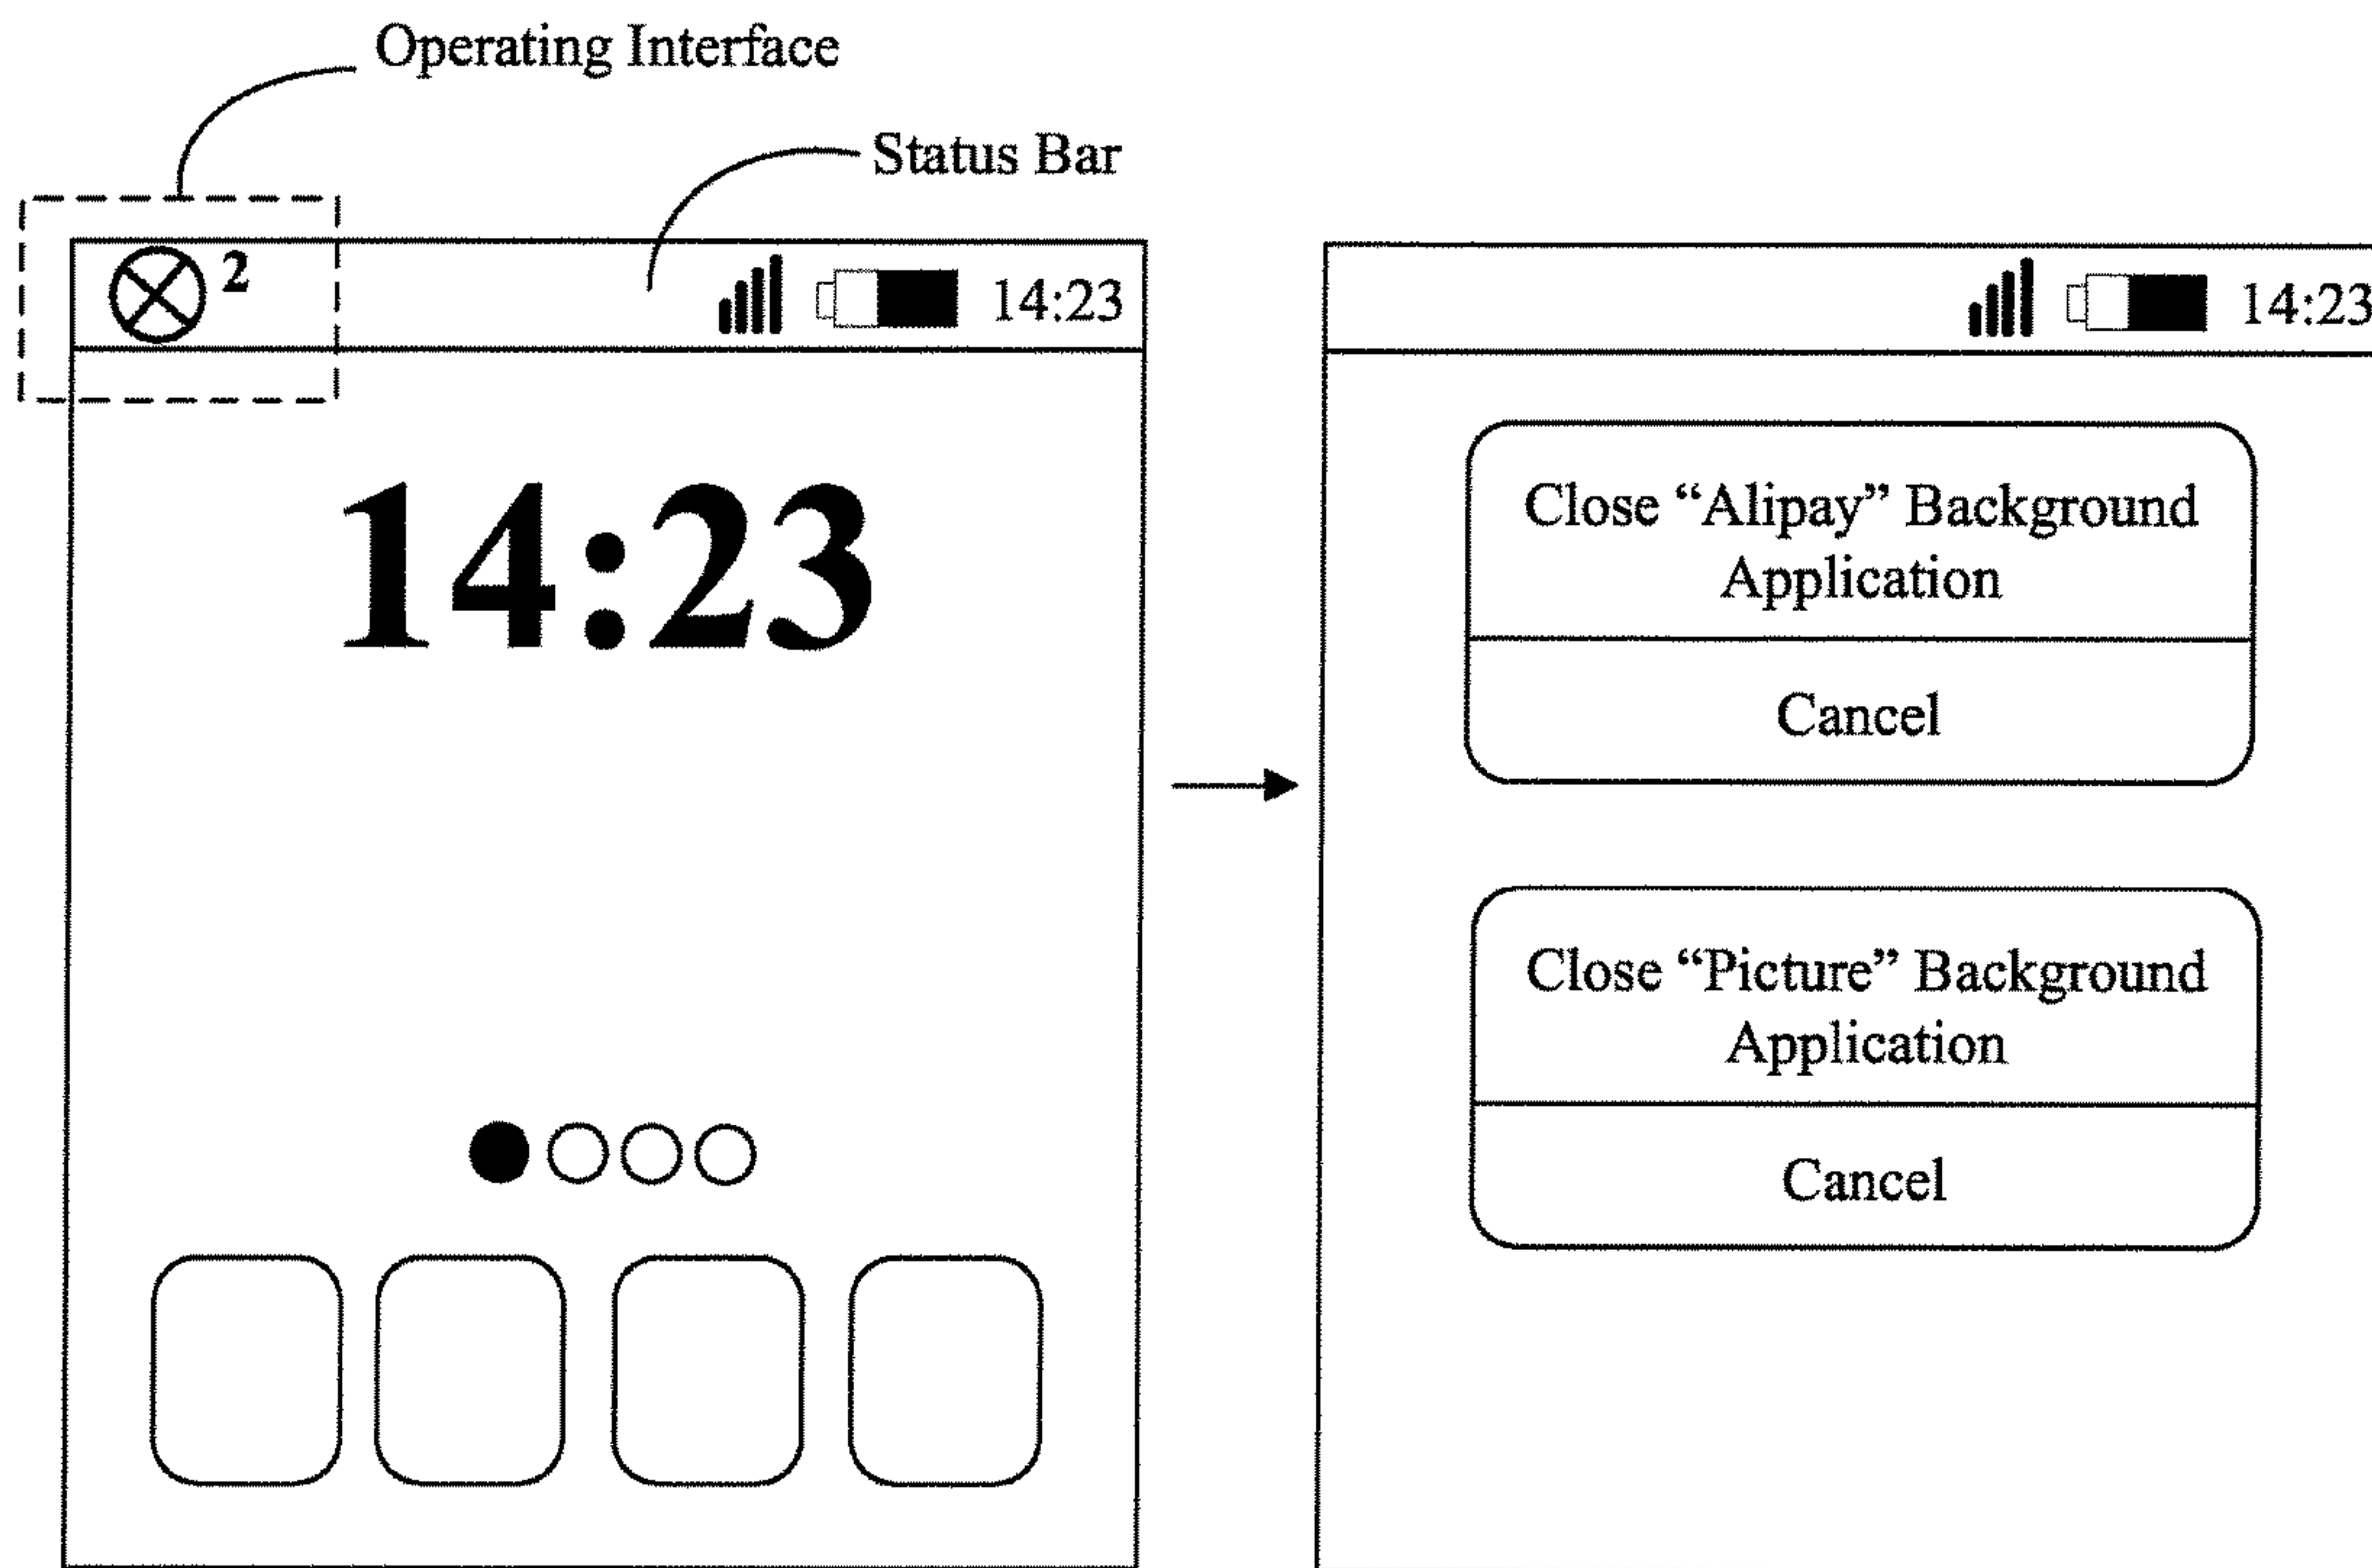 Operating Interface
Status Bar
2
14:23
14:23
14:23
Close “Alipay” Background
Application
Cancel
Close “Picture” Background
Application
Cancel